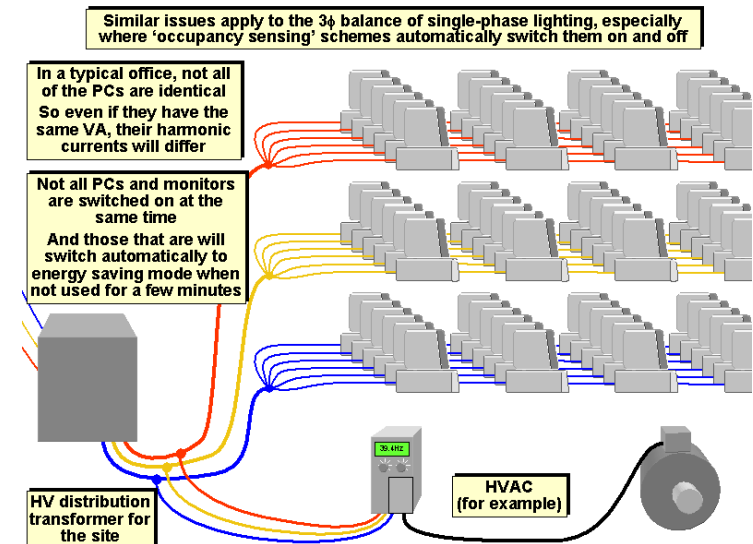 Similar issues apply to the 3ϕ balance of single-phase lighting, especially
where ‘occupancy sensing’ schemes automatically switch them on and off
In a typical office, not all
of the PCs are identical
So even if they have the
same VA, their harmonic
currents will differ
Not all PCs and monitors
are switched on at the
same time
And those that are will
switch automatically to
energy saving mode when
not used for a few minutes
39.4Hz
HVAC
(for example)
HV distribution
transformer for
the site